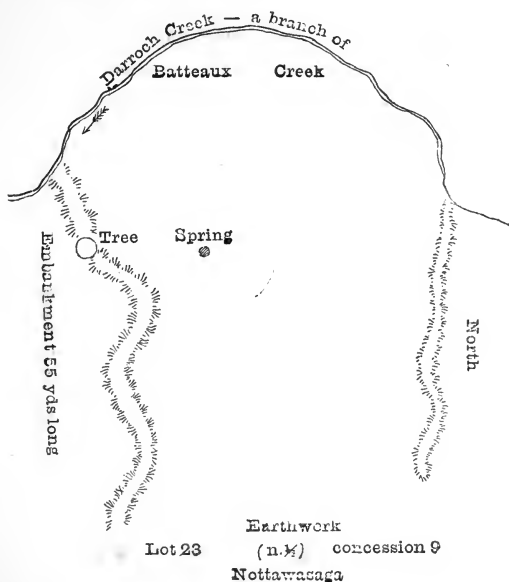 Darroch Creek — a branch of
Batteaux Creek
Tree
Spring
Embankment 55 yds long
North
Earthwork
Lot 23 (n.½) concession 9
Nottawasaga